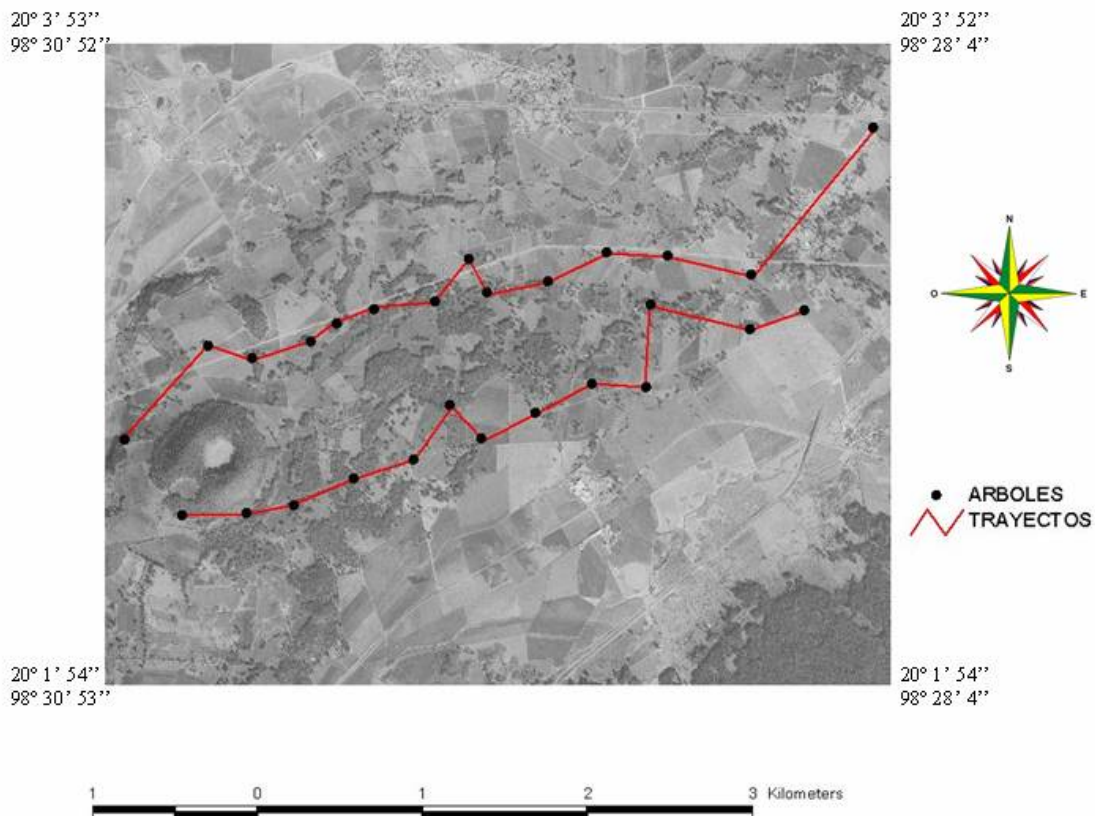 20° 3’ 53’’
98° 30’ 52’’
20° 3’ 52’’
98° 28’ 4’’
N
O
E
S
ARBOLES
TRAYECTOS
20° 1’ 54’’
98° 30’ 53’’
20° 1’ 54’’
98° 28’ 4’’
1 0 1 2 3 Kilometers